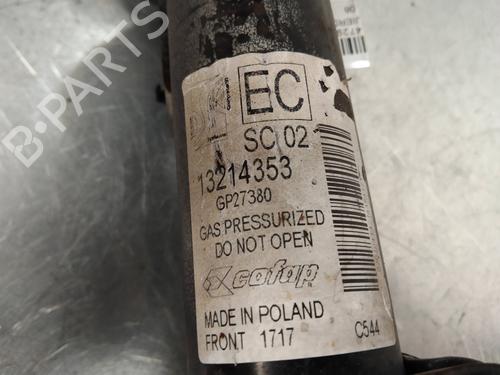 EC
SC 02
13214353
GP27380
GAS PRESSURIZED
DO NOT OPEN
cofap
MADE IN POLAND
FRONT 1717 C544
B-PARTS